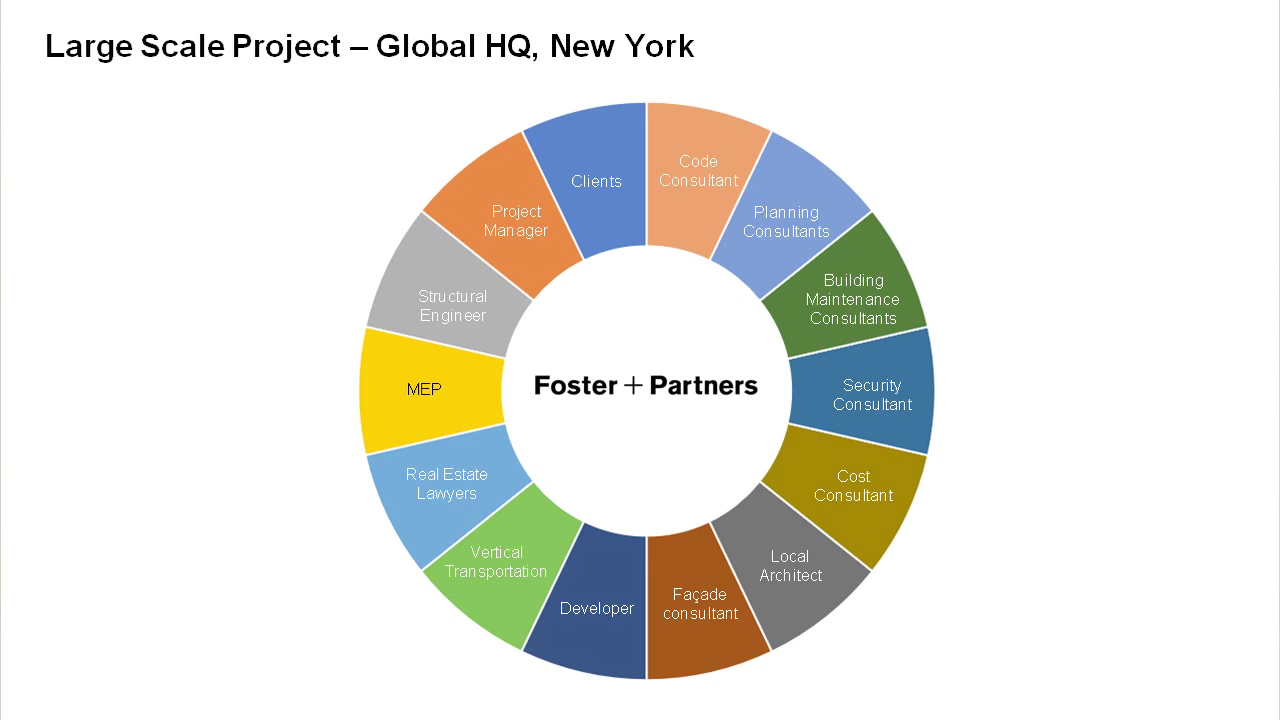 Large Scale Project – Global HQ, New York
Clients
Code
Consultant
Project
Manager
Planning
Consultants
Structural
Engineer
Building
Maintenance
Consultants
MEP
Foster + Partners
Security
Consultant
Real Estate
Lawyers
Cost
Consultant
Vertical
Transportation
Local
Architect
Developer
Façade
consultant